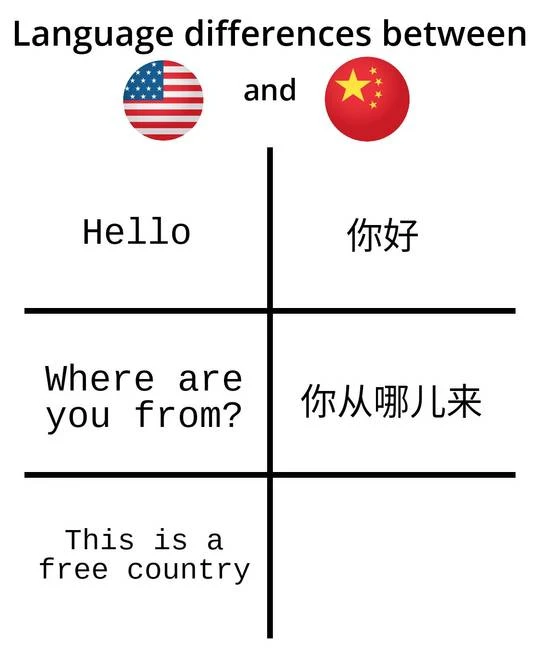 Language differences between
and
Hello
你好
Where are
you from?
你从哪儿来
This is a
free country